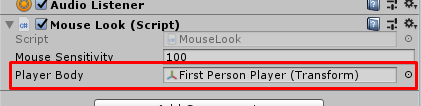 Audio Listener
Mouse Look (Script)
Script MouseLook
Mouse Sensitivity 100
Player Body First Person Player (Transform)